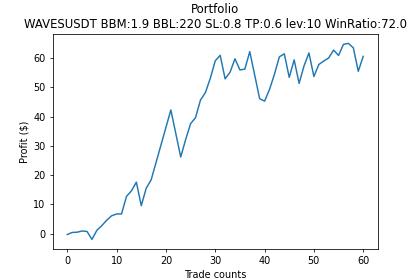 Portfolio
WAVESUSDT BBM:1.9 BBL:220 SL:0.8 TP:0.6 lev:10 WinRatio:72.0
Profit ($)
60
50
40
30
20
10
0
0 10 20 30 40 50 60
Trade counts